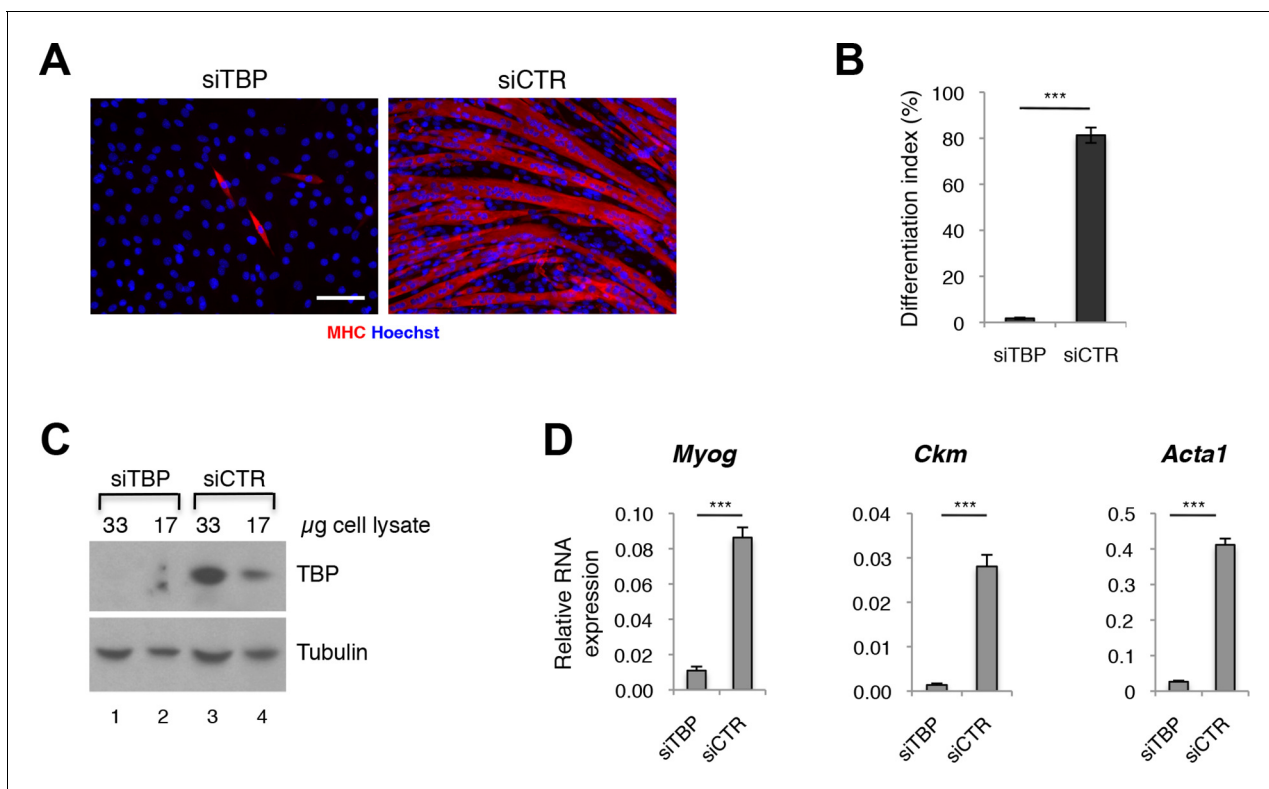 A
siTBP
siCTR
MHC Hoechst
B
Differentiation index (%)
100
80
60
40
20
0
***
siTBP
siCTR
C
siTBP siCTR
33 17 33 17 µg cell lysate
TBP
Tubulin
1 2 3 4
D
Relative RNA
expression
Myog
***
0.10
0.08
0.06
0.04
0.02
0.00
siTBP
siCTR
Ckm
***
0.04
0.03
0.02
0.01
0.00
siTBP
siCTR
Acta1
***
0.5
0.4
0.3
0.2
0.1
0
siTBP
siCTR